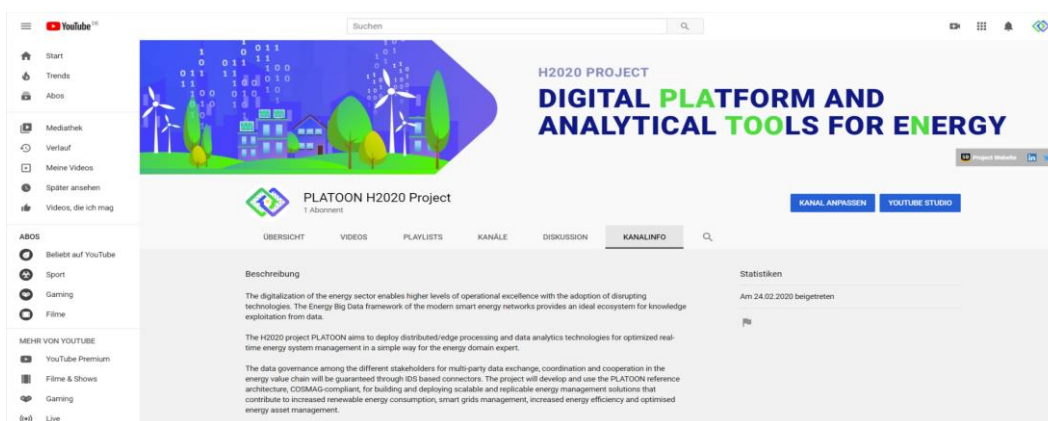 YouTube DE
Suchen
Start
Trends
Abos
Mediathek
Verlauf
Meine Videos
Später ansehen
Videos, die ich mag
ABOS
Beliebt auf YouTube
Sport
Gaming
Filme
MEHR VON YOUTUBE
YouTube Premium
Filme & Shows
Gaming
Live
H2020 PROJECT
DIGITAL PLATFORM AND
ANALYTICAL TOOLS FOR ENERGY
Project Website
PLATOON H2020 Project
1 Abonnent
KANAL ANPASSEN
YOUTUBE STUDIO
ÜBERSICHT VIDEOS PLAYLISTS KANÄLE DISKUSSION KANALINFO
Beschreibung
The digitalization of the energy sector enables higher levels of operational excellence with the adoption of disrupting
technologies. The Energy Big Data framework of the modern smart energy networks provides an ideal ecosystem for knowledge
exploitation from data.
The H2020 project PLATOON aims to deploy distributed/edge processing and data analytics technologies for optimized real-
time energy system management in a simple way for the energy domain expert.
The data governance among the different stakeholders for multi-party data exchange, coordination and cooperation in the
energy value chain will be guaranteed through IDS based connectors. The project will develop and use the PLATOON reference
architecture, COSMAG-compliant, for building and deploying scalable and replicable energy management solutions that
contribute to increased renewable energy consumption, smart grids management, increased energy efficiency and optimised
energy asset management.
Statistiken
Am 24.02.2020 beigetreten